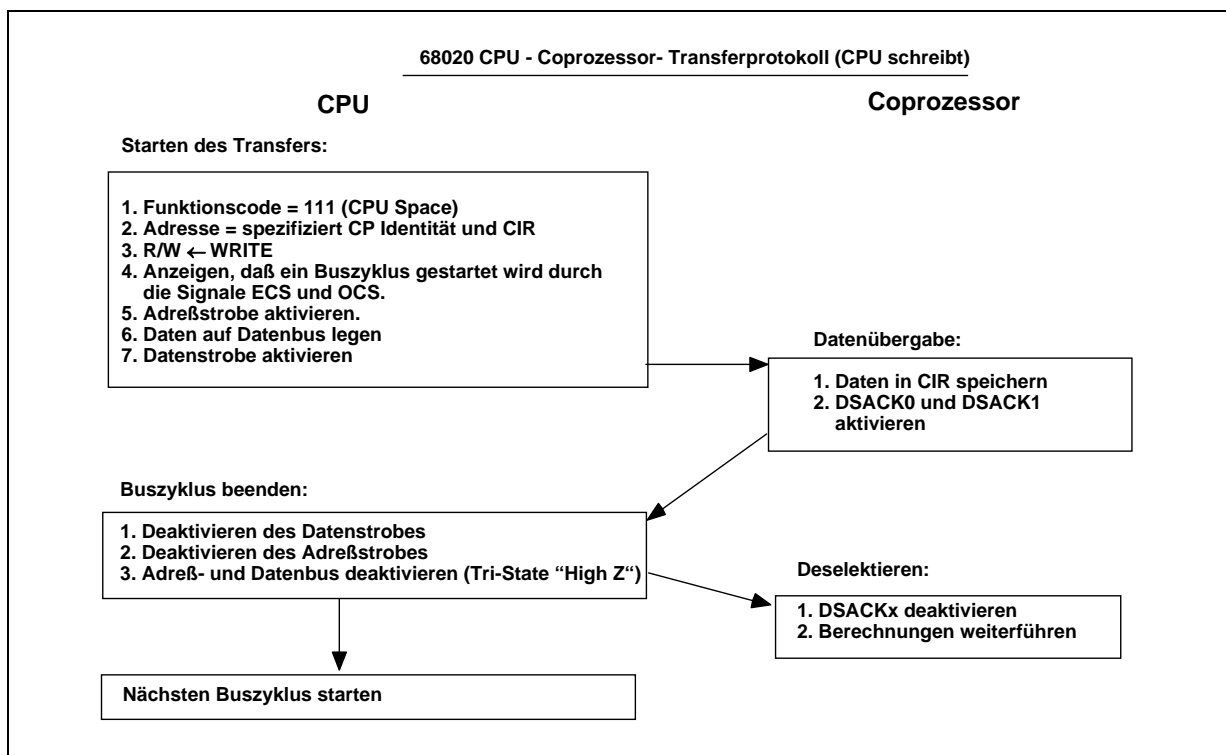 68020 CPU - Coprozessor- Transferprotokoll (CPU schreibt)
CPU
Coprozessor
Starten des Transfers:
1. Funktionscode = 111 (CPU Space)
2. Adresse = spezifiziert CP Identität und CIR
3. R/W ← WRITE
4. Anzeigen, daß ein Buszyklus gestartet wird durch
die Signale ECS und OCS.
5. Adreßstrobe aktivieren.
6. Daten auf Datenbus legen
7. Datenstrobe aktivieren
Datenübergabe:
1. Daten in CIR speichern
2. DSACK0 und DSACK1
aktivieren
Buszyklus beenden:
1. Deaktivieren des Datenstrobes
2. Deaktivieren des Adreßstrobes
3. Adreß- und Datenbus deaktivieren (Tri-State “High Z“)
Deselektieren:
1. DSACKx deaktivieren
2. Berechnungen weiterführen
Nächsten Buszyklus starten